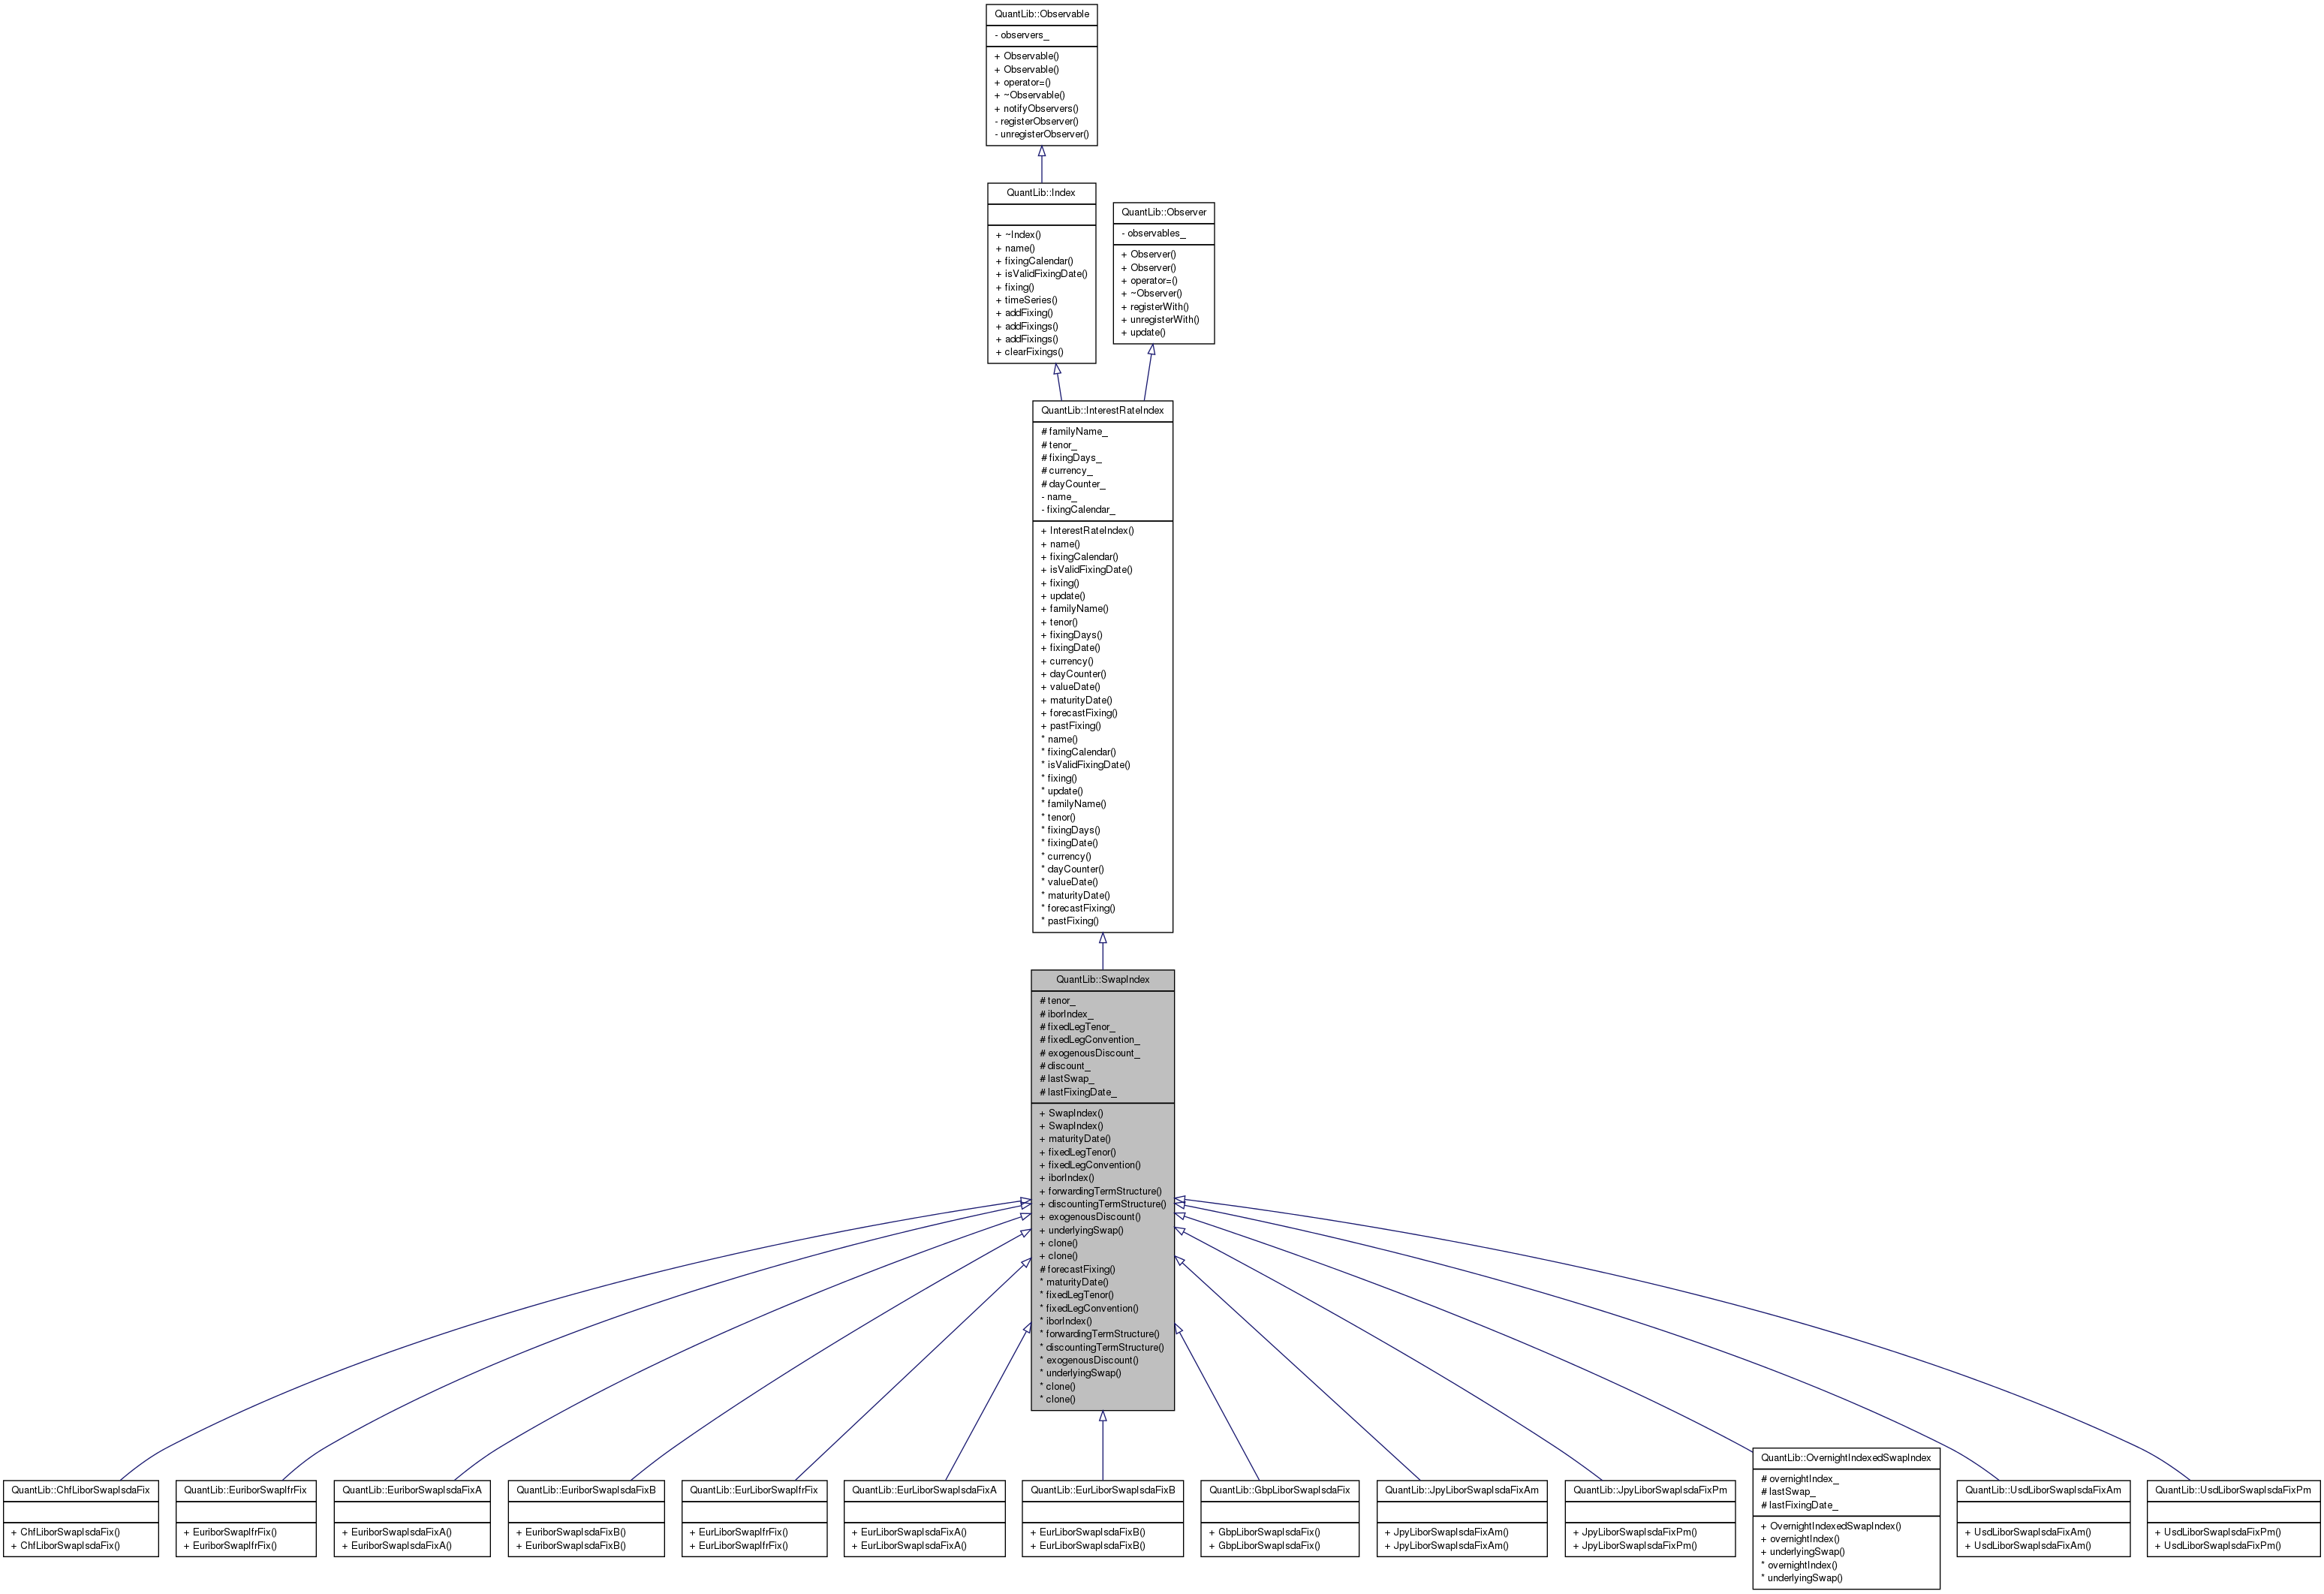 QuantLib::Observable
- observers_
+ Observable()
+ Observable()
+ operator=()
+ ~Observable()
+ notifyObservers()
- registerObserver()
- unregisterObserver()
QuantLib::Index
+ ~Index()
+ name()
+ fixingCalendar()
+ isValidFixingDate()
+ fixing()
+ timeSeries()
+ addFixing()
+ addFixings()
+ addFixings()
+ clearFixings()
QuantLib::Observer
- observables_
+ Observer()
+ Observer()
+ operator=()
+ ~Observer()
+ registerWith()
+ unregisterWith()
+ update()
QuantLib::InterestRateIndex
# familyName_
# tenor_
# fixingDays_
# currency_
# dayCounter_
- name_
- fixingCalendar_
+ InterestRateIndex()
+ name()
+ fixingCalendar()
+ isValidFixingDate()
+ fixing()
+ update()
+ familyName()
+ tenor()
+ fixingDays()
+ fixingDate()
+ currency()
+ dayCounter()
+ valueDate()
+ maturityDate()
+ forecastFixing()
+ pastFixing()
* name()
* fixingCalendar()
* isValidFixingDate()
* fixing()
* update()
* familyName()
* tenor()
* fixingDays()
* fixingDate()
* currency()
* dayCounter()
* valueDate()
* maturityDate()
* forecastFixing()
* pastFixing()
QuantLib::SwapIndex
# tenor_
# iborIndex_
# fixedLegTenor_
# fixedLegConvention_
# exogenousDiscount_
# discount_
# lastSwap_
# lastFixingDate_
+ SwapIndex()
+ SwapIndex()
+ maturityDate()
+ fixedLegTenor()
+ fixedLegConvention()
+ iborIndex()
+ forwardingTermStructure()
+ discountingTermStructure()
+ exogenousDiscount()
+ underlyingSwap()
+ clone()
+ clone()
# forecastFixing()
* maturityDate()
* fixedLegTenor()
* fixedLegConvention()
* iborIndex()
* forwardingTermStructure()
* discountingTermStructure()
* exogenousDiscount()
* underlyingSwap()
* clone()
* clone()
QuantLib::ChfLiborSwapIsdaFix
+ ChfLiborSwapIsdaFix()
+ ChfLiborSwapIsdaFix()
QuantLib::EuriborSwapIfrFix
+ EuriborSwapIfrFix()
+ EuriborSwapIfrFix()
QuantLib::EuriborSwapIsdaFixA
+ EuriborSwapIsdaFixA()
+ EuriborSwapIsdaFixA()
QuantLib::EuriborSwapIsdaFixB
+ EuriborSwapIsdaFixB()
+ EuriborSwapIsdaFixB()
QuantLib::EurLiborSwapIfrFix
+ EurLiborSwapIfrFix()
+ EurLiborSwapIfrFix()
QuantLib::EurLiborSwapIsdaFixA
+ EurLiborSwapIsdaFixA()
+ EurLiborSwapIsdaFixA()
QuantLib::EurLiborSwapIsdaFixB
+ EurLiborSwapIsdaFixB()
+ EurLiborSwapIsdaFixB()
QuantLib::GbpLiborSwapIsdaFix
+ GbpLiborSwapIsdaFix()
+ GbpLiborSwapIsdaFix()
QuantLib::JpyLiborSwapIsdaFixAm
+ JpyLiborSwapIsdaFixAm()
+ JpyLiborSwapIsdaFixAm()
QuantLib::JpyLiborSwapIsdaFixPm
+ JpyLiborSwapIsdaFixPm()
+ JpyLiborSwapIsdaFixPm()
QuantLib::OvernightIndexedSwapIndex
# overnightIndex_
# lastSwap_
# lastFixingDate_
+ OvernightIndexedSwapIndex()
+ overnightIndex()
+ underlyingSwap()
* overnightIndex()
* underlyingSwap()
QuantLib::UsdLiborSwapIsdaFixAm
+ UsdLiborSwapIsdaFixAm()
+ UsdLiborSwapIsdaFixAm()
QuantLib::UsdLiborSwapIsdaFixPm
+ UsdLiborSwapIsdaFixPm()
+ UsdLiborSwapIsdaFixPm()